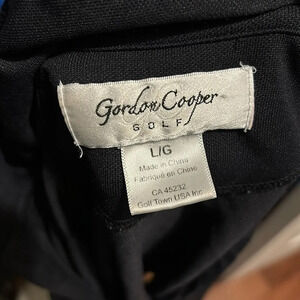 Gordon Cooper
GOLF
L/G
Made in China
Fabriqué en Chine
CA 45232
Golf Town USA Inc.